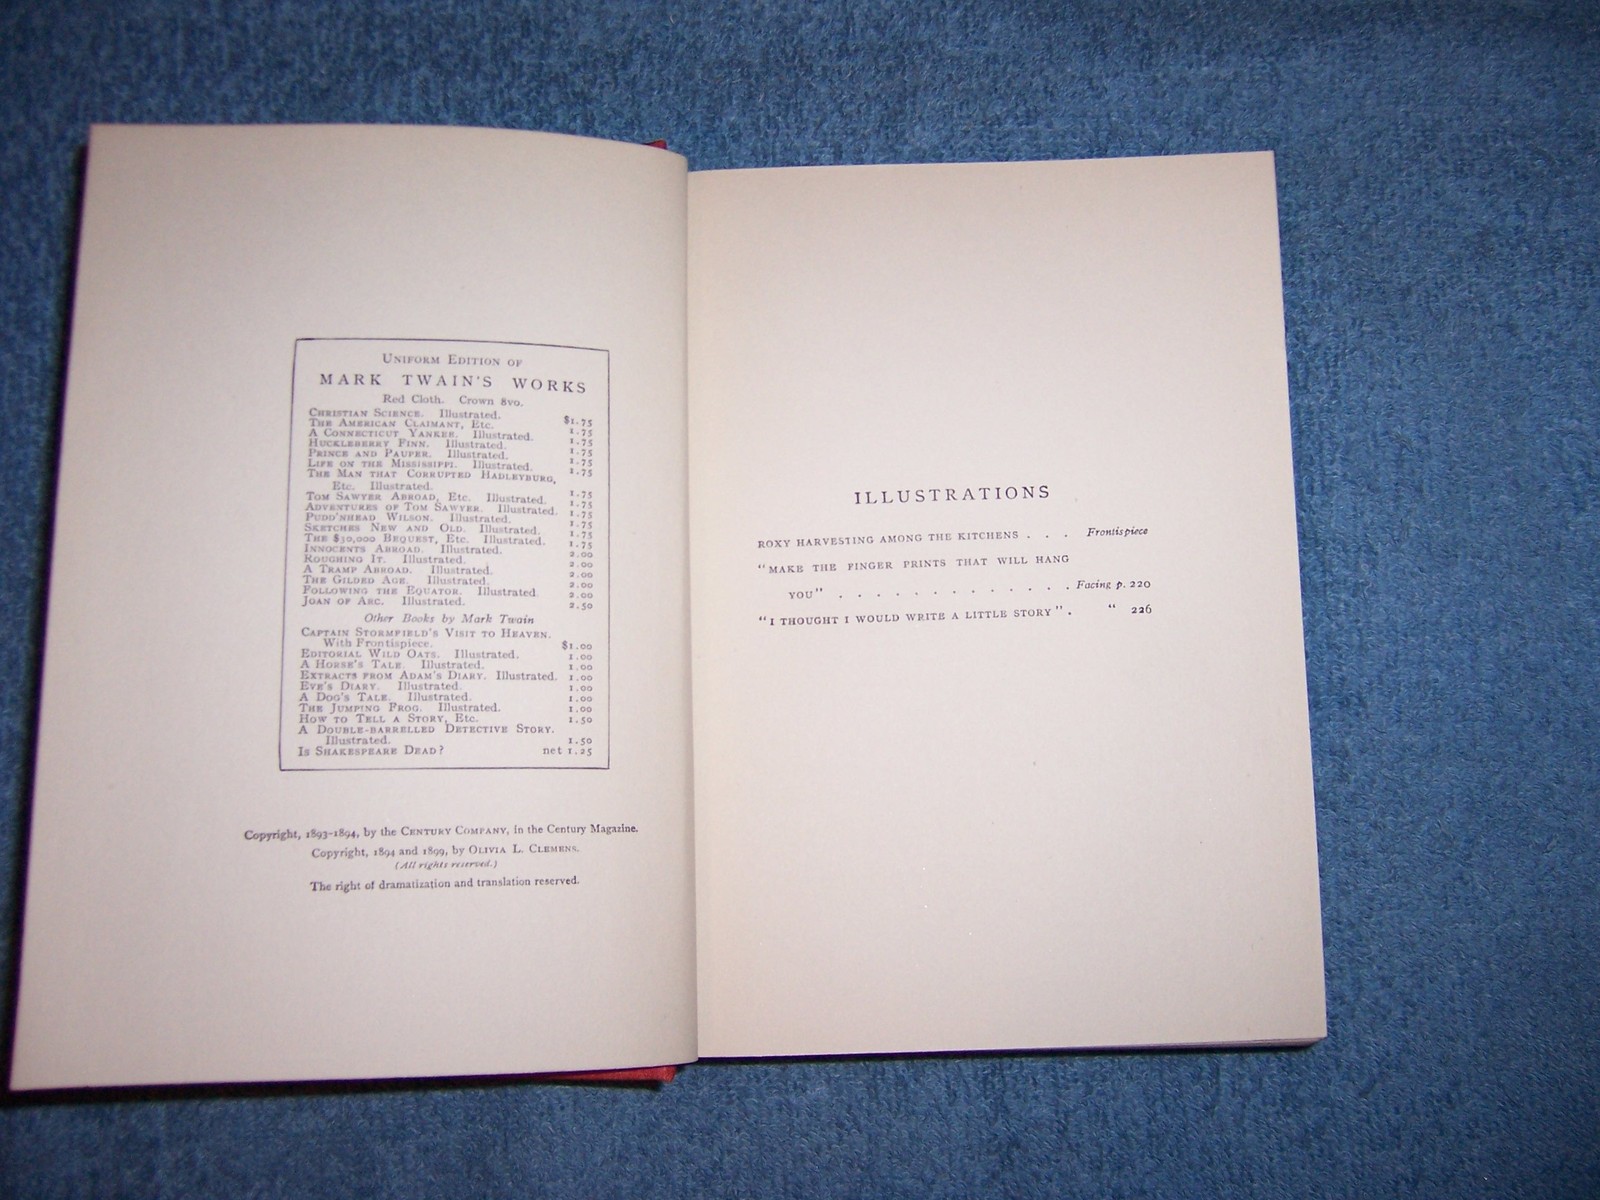 UNIFORM EDITION OF
MARK TWAIN'S WORKS
Red Cloth. Crown 8vo.
CHRISTIAN SCIENCE. Illustrated. $1.75
THE AMERICAN CLAIMANT, ETC. 1.75
A CONNECTICUT YANKEE. Illustrated. 1.75
HUCKLEBERRY FINN. Illustrated. 1.75
PRINCE AND PAUPER. Illustrated. 1.75
LIFE ON THE MISSISSIPPI. Illustrated. 1.75
THE MAN THAT CORRUPTED HADLEYBURG,
ETC. Illustrated. 1.75
TOM SAWYER ABROAD, ETC. Illustrated. 1.75
ADVENTURES OF TOM SAWYER. Illustrated. 1.75
PUDD'NHEAD WILSON. Illustrated. 1.75
SKETCHES NEW AND OLD. Illustrated. 1.75
THE $30,000 BEQUEST, ETC. Illustrated. 1.75
INNOCENTS ABROAD. Illustrated. 2.00
ROUGHING IT. Illustrated. 2.00
A TRAMP ABROAD. Illustrated. 2.00
THE GILDED AGE. Illustrated. 2.00
FOLLOWING THE EQUATOR. Illustrated. 2.00
JOAN OF ARC. Illustrated. 2.50
Other Books by Mark Twain
CAPTAIN STORMFIELD'S VISIT TO HEAVEN.
With Frontispiece. $1.00
EDITORIAL WILD OATS. Illustrated. 1.00
A HORSE'S TALE. Illustrated. 1.00
EXTRACTS FROM ADAM'S DIARY. Illustrated. 1.00
EVE'S DIARY. Illustrated. 1.00
A DOG'S TALE. Illustrated. 1.00
THE JUMPING FROG. Illustrated. 1.00
HOW TO TELL A STORY, ETC. 1.50
A DOUBLE-BARRELLED DETECTIVE STORY.
Illustrated. 1.50
IS SHAKESPEARE DEAD? net 1.25
Copyright, 1893-1894, by the CENTURY COMPANY, in the Century Magazine.
Copyright, 1894 and 1899, by OLIVIA L. CLEMENS.
(All rights reserved.)
The right of dramatization and translation reserved.
ILLUSTRATIONS
ROXY HARVESTING AMONG THE KITCHENS . . . Frontispiece
"MAKE THE FINGER PRINTS THAT WILL HANG
YOU" . . . . . . . . . . . . . Facing p. 220
"I THOUGHT I WOULD WRITE A LITTLE STORY" . " 226